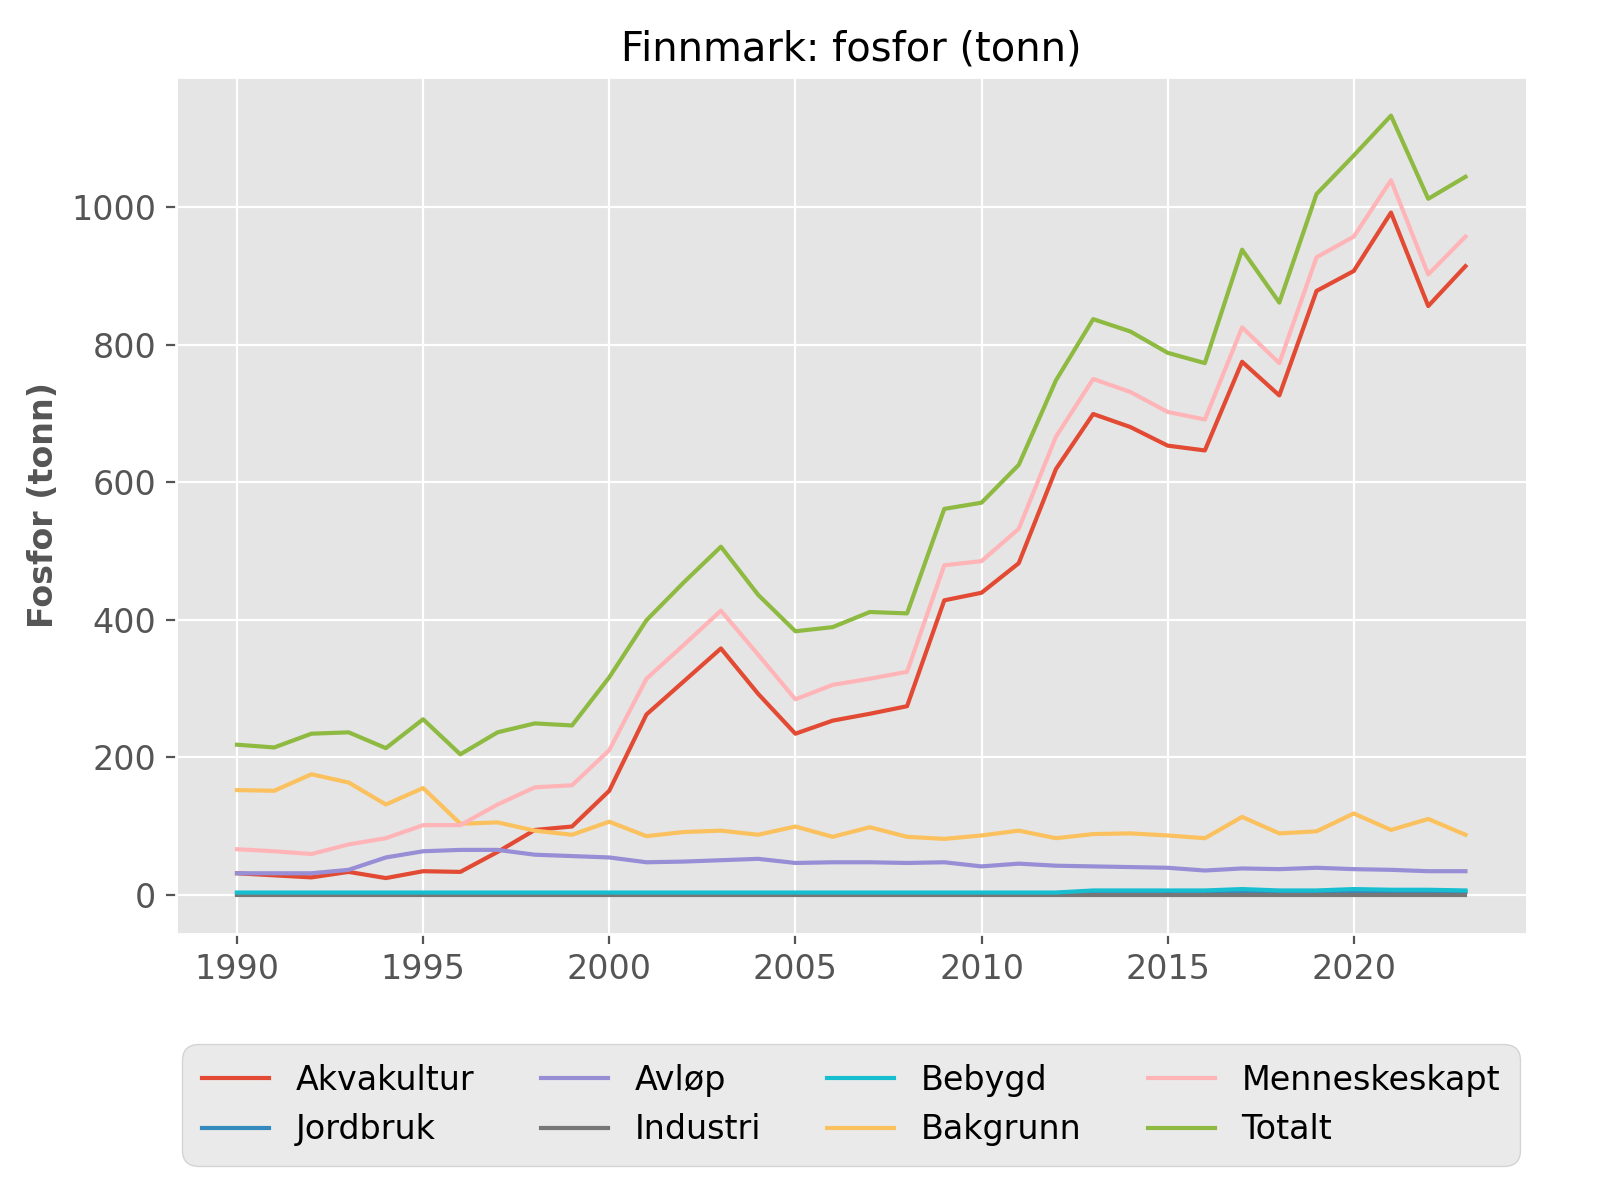 Finnmark: fosfor (tonn)
Fosfor (tonn)
1000
800
600
400
200
0
1990 1995 2000 2005 2010 2015 2020
Akvakultur Avløp Bebygd Menneskeskapt
Jordbruk Industri Bakgrunn Totalt